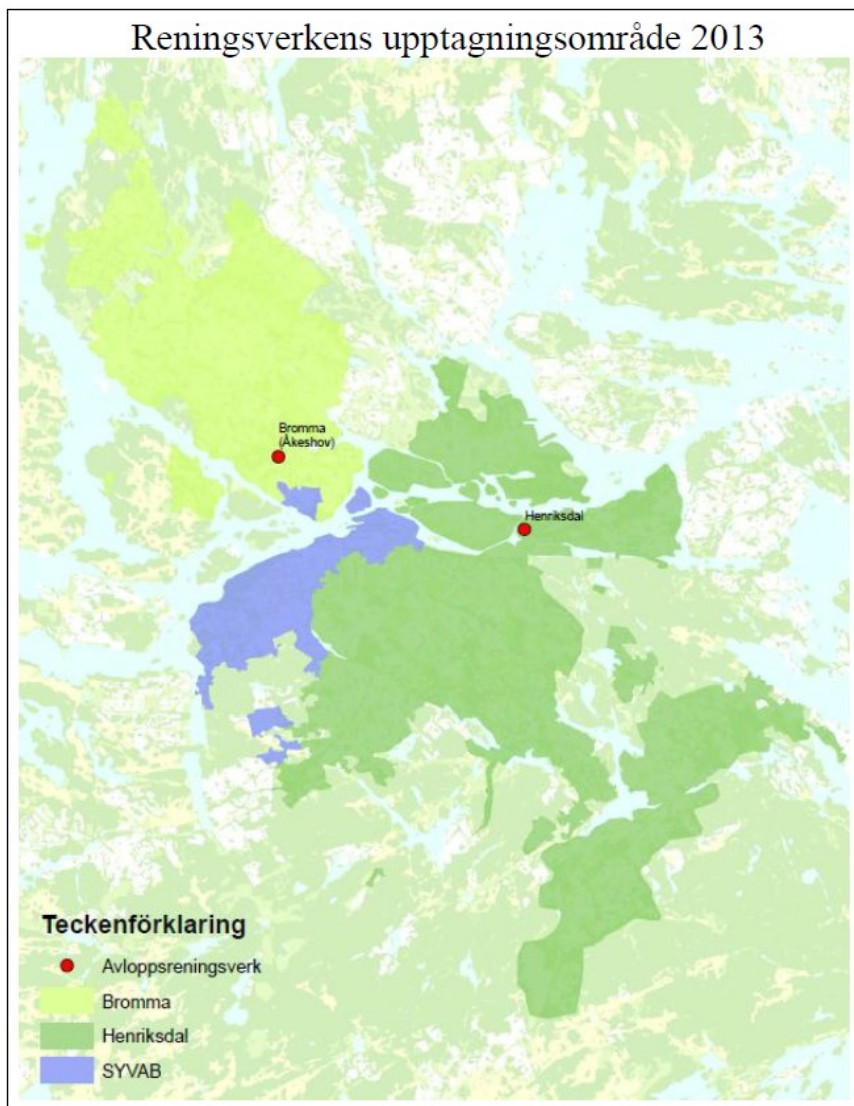 Reningsverkens upptagningsområde 2013
Bromma
(Åkeshov)
Henriksdal
Teckenförklaring
Avloppsreningsverk
Bromma
Henriksdal
SYVAB